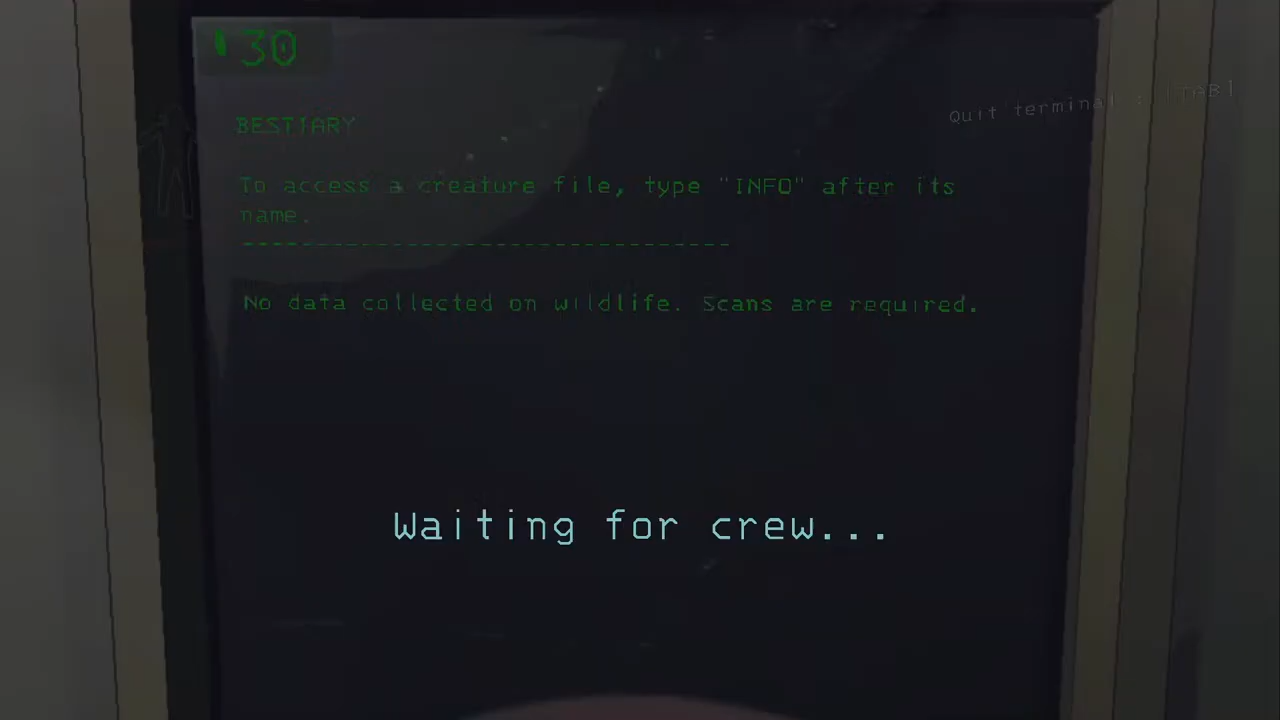 30
Quit terminal : [TAB]
BESTIARY
To access a creature file, type "INFO" after its
name.
---------------------------------
No data collected on wildlife. Scans are required.
Waiting for crew...